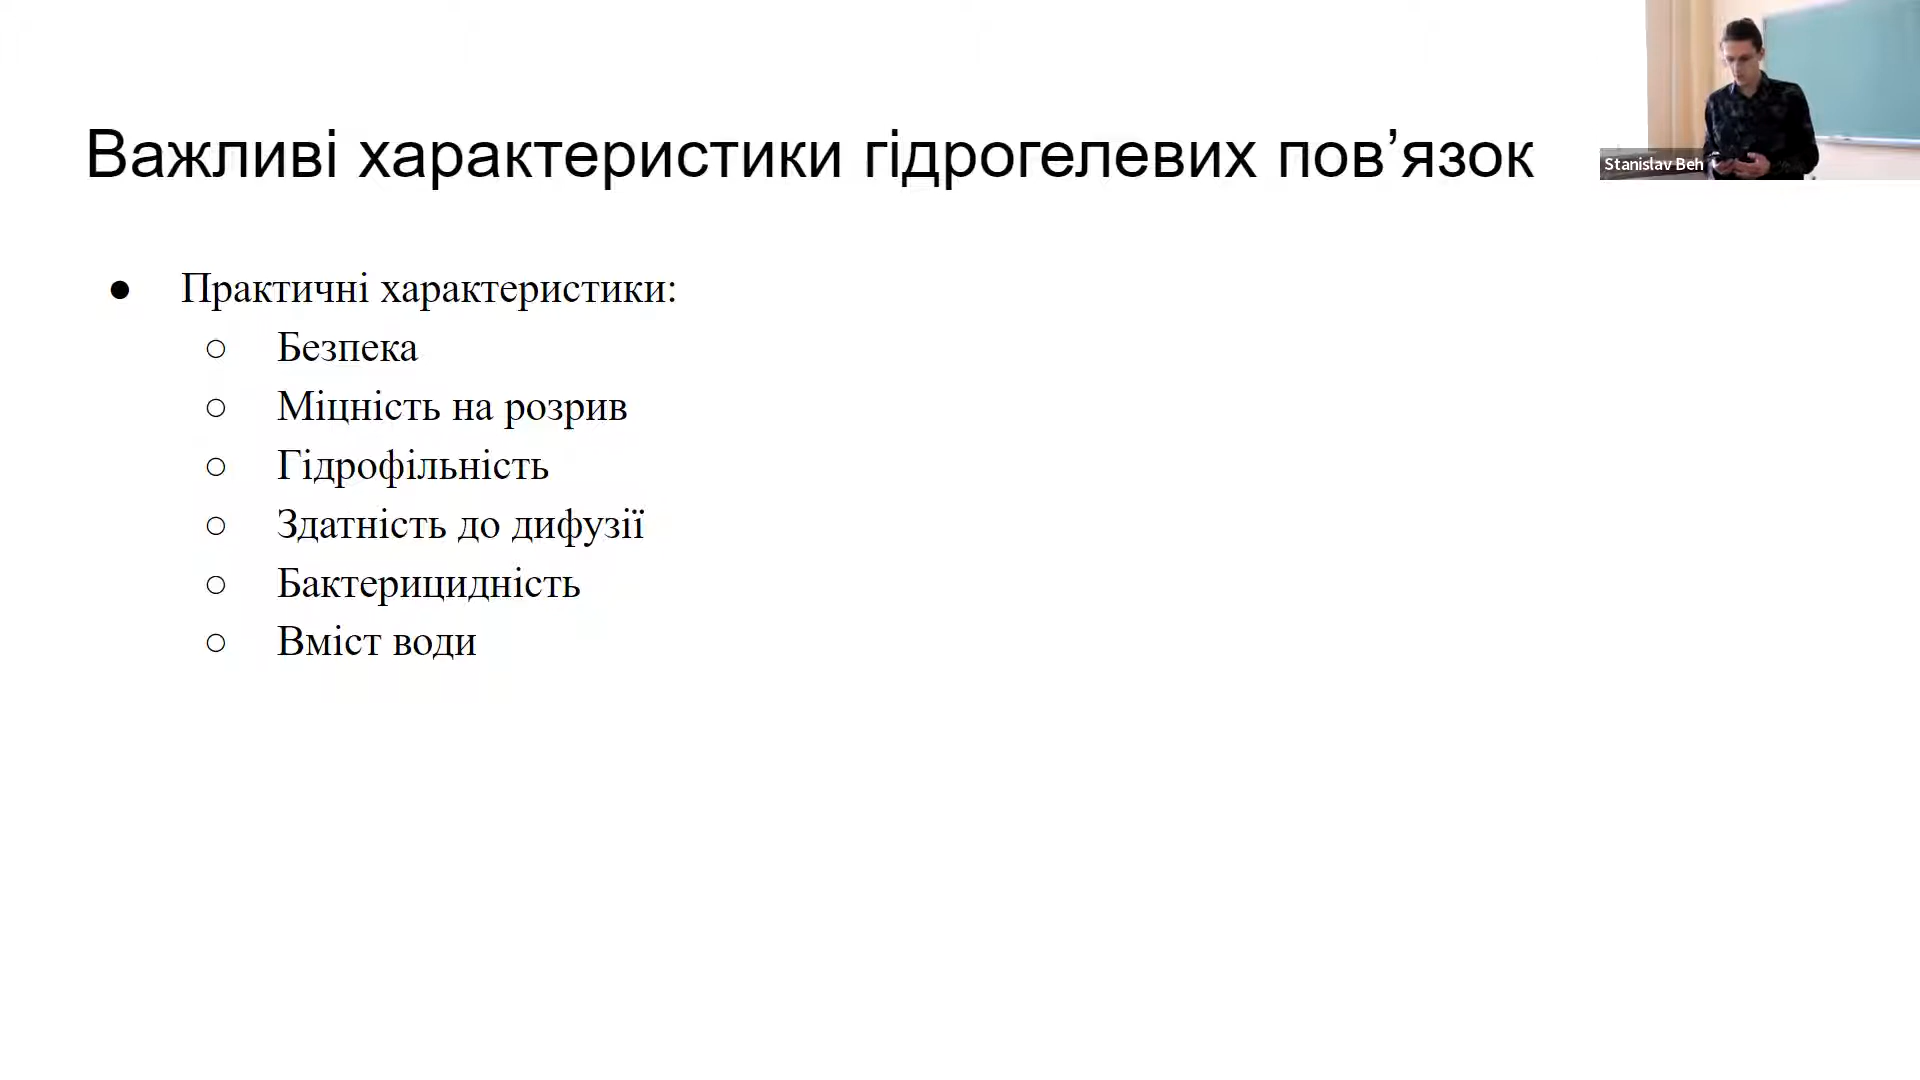 Важливі характеристики гідрогелевих пов’язок
Stanislav Beh
● Практичні характеристики:
○ Безпека
○ Міцність на розрив
○ Гідрофільність
○ Здатність до дифузії
○ Бактерицидність
○ Вміст води